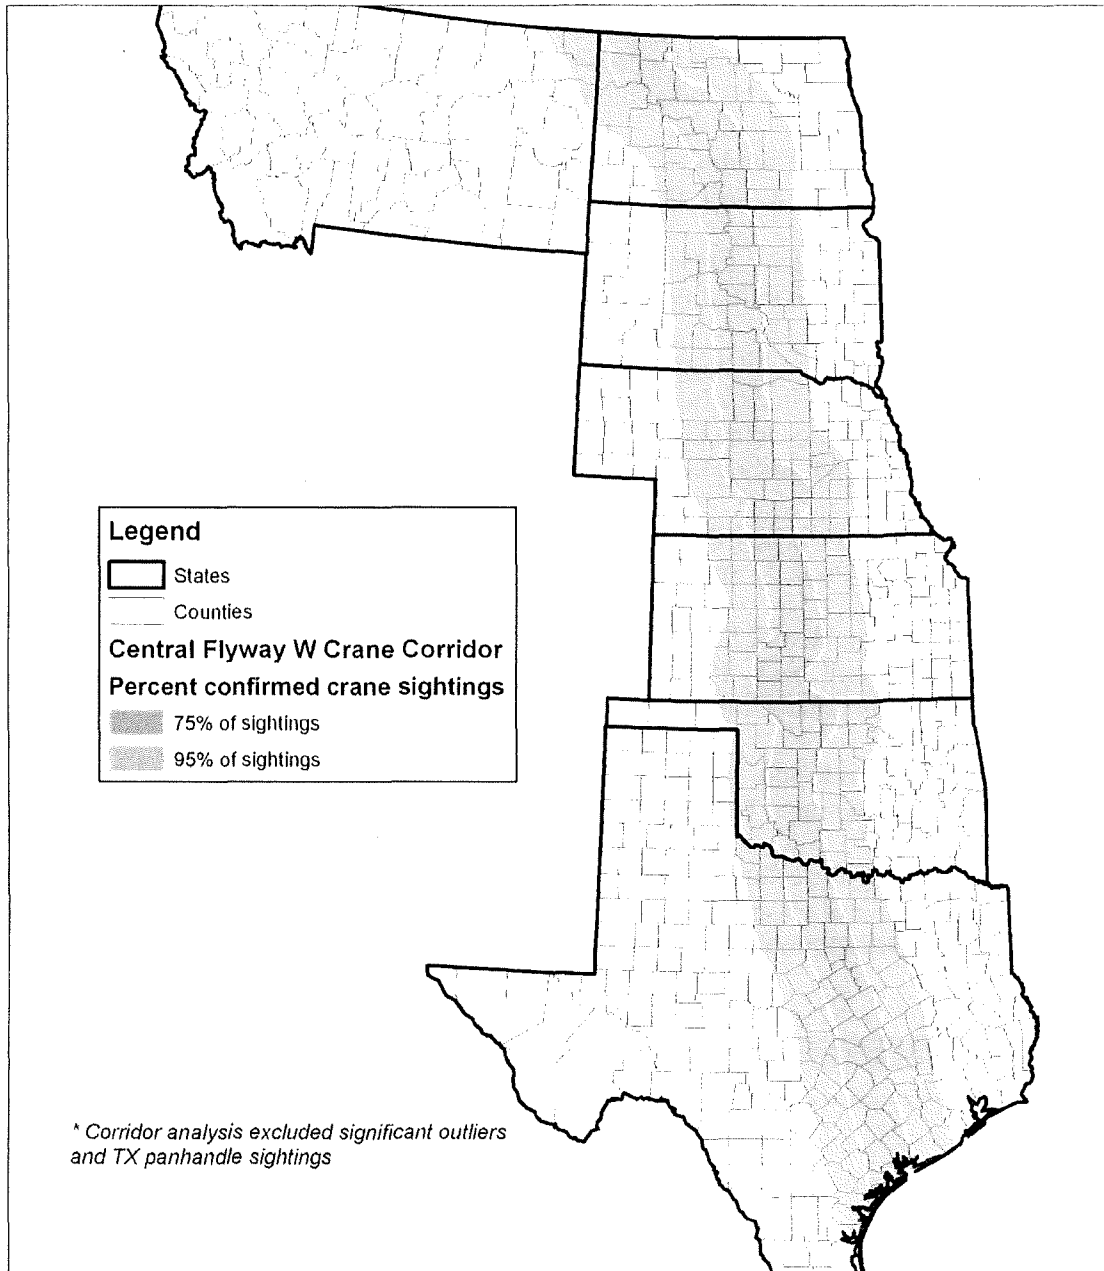 Legend
States
Counties
Central Flyway W Crane Corridor
Percent confirmed crane sightings
75% of sightings
95% of sightings
* Corridor analysis excluded significant outliers
and TX panhandle sightings